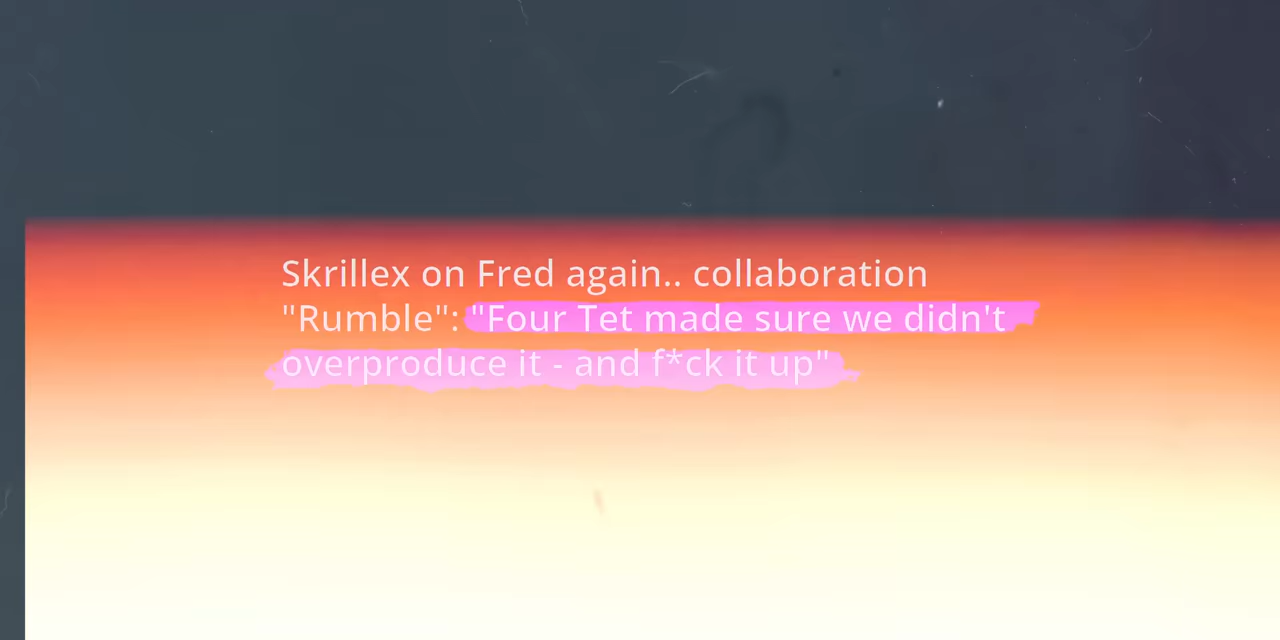 Skrillex on Fred again.. collaboration
"Rumble": "Four Tet made sure we didn't
overproduce it - and f*ck it up"